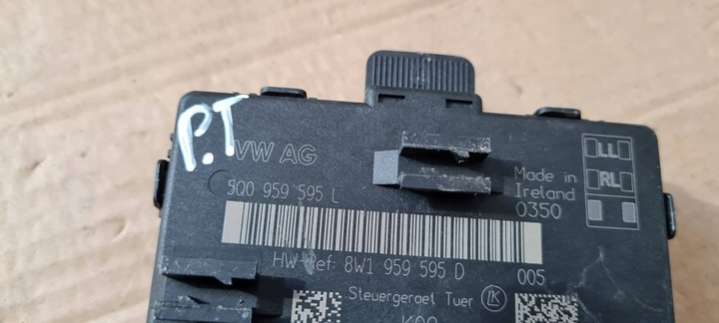 P.T
VW AG
5Q0 959 595 L
Made in
Ireland
0350
LL
RL
HW Ref: 8W1 959 595 D
005
Steuergeraet Tuer
LK